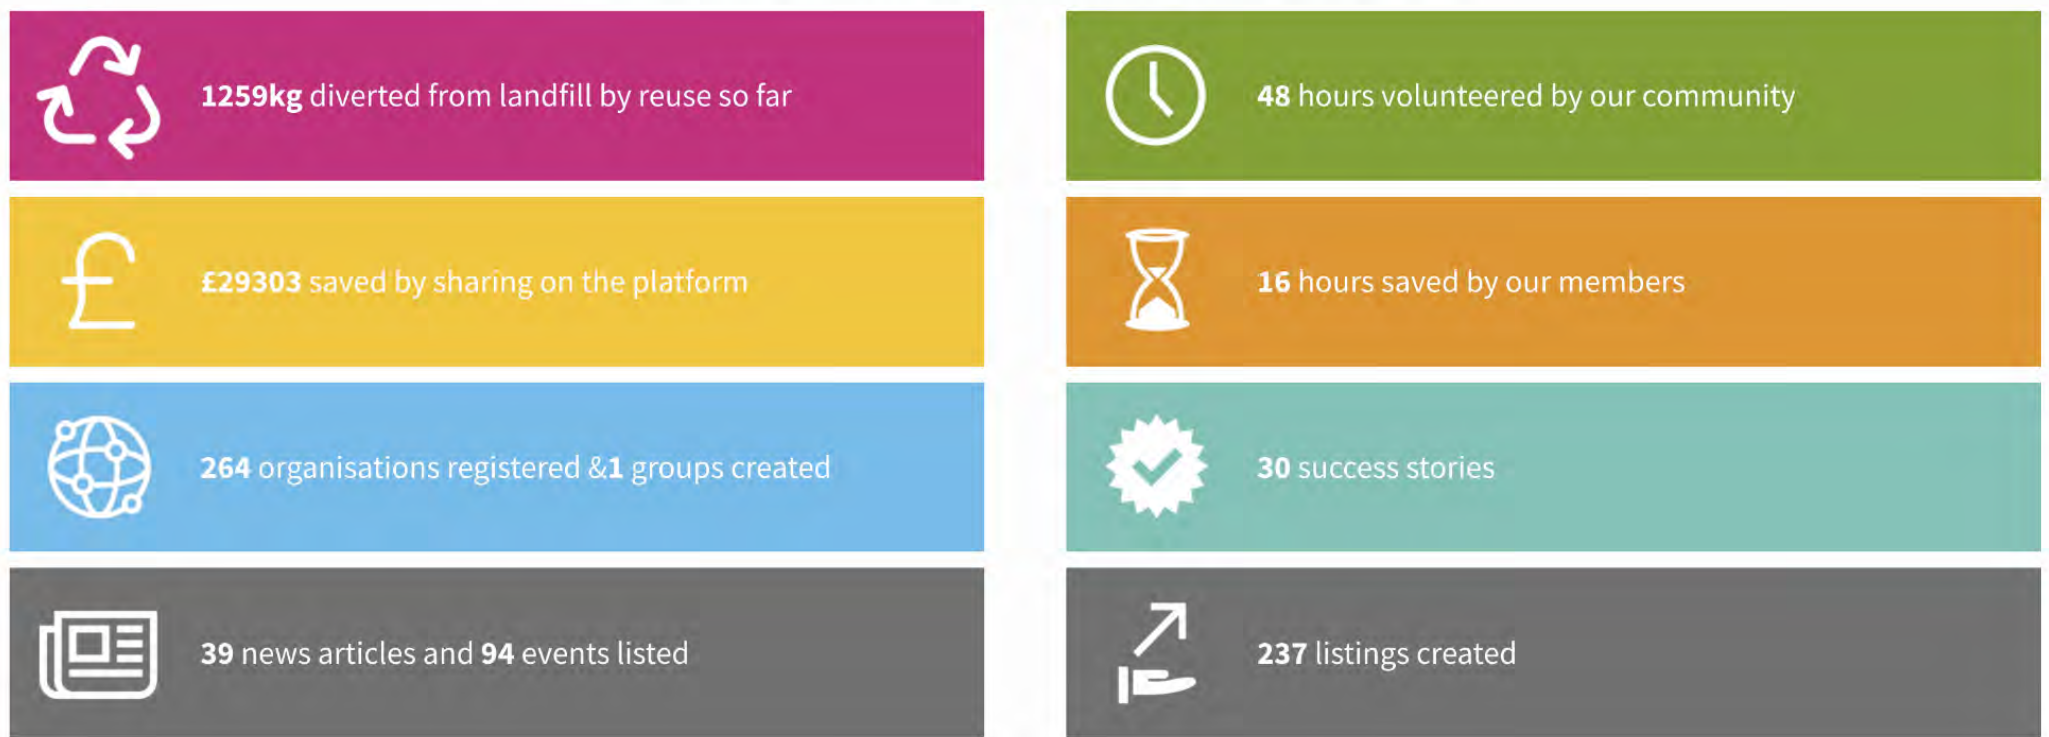 1259kg diverted from landfill by reuse so far
48 hours volunteered by our community
£29303 saved by sharing on the platform
16 hours saved by our members
264 organisations registered &1 groups created
30 success stories
39 news articles and 94 events listed
237 listings created